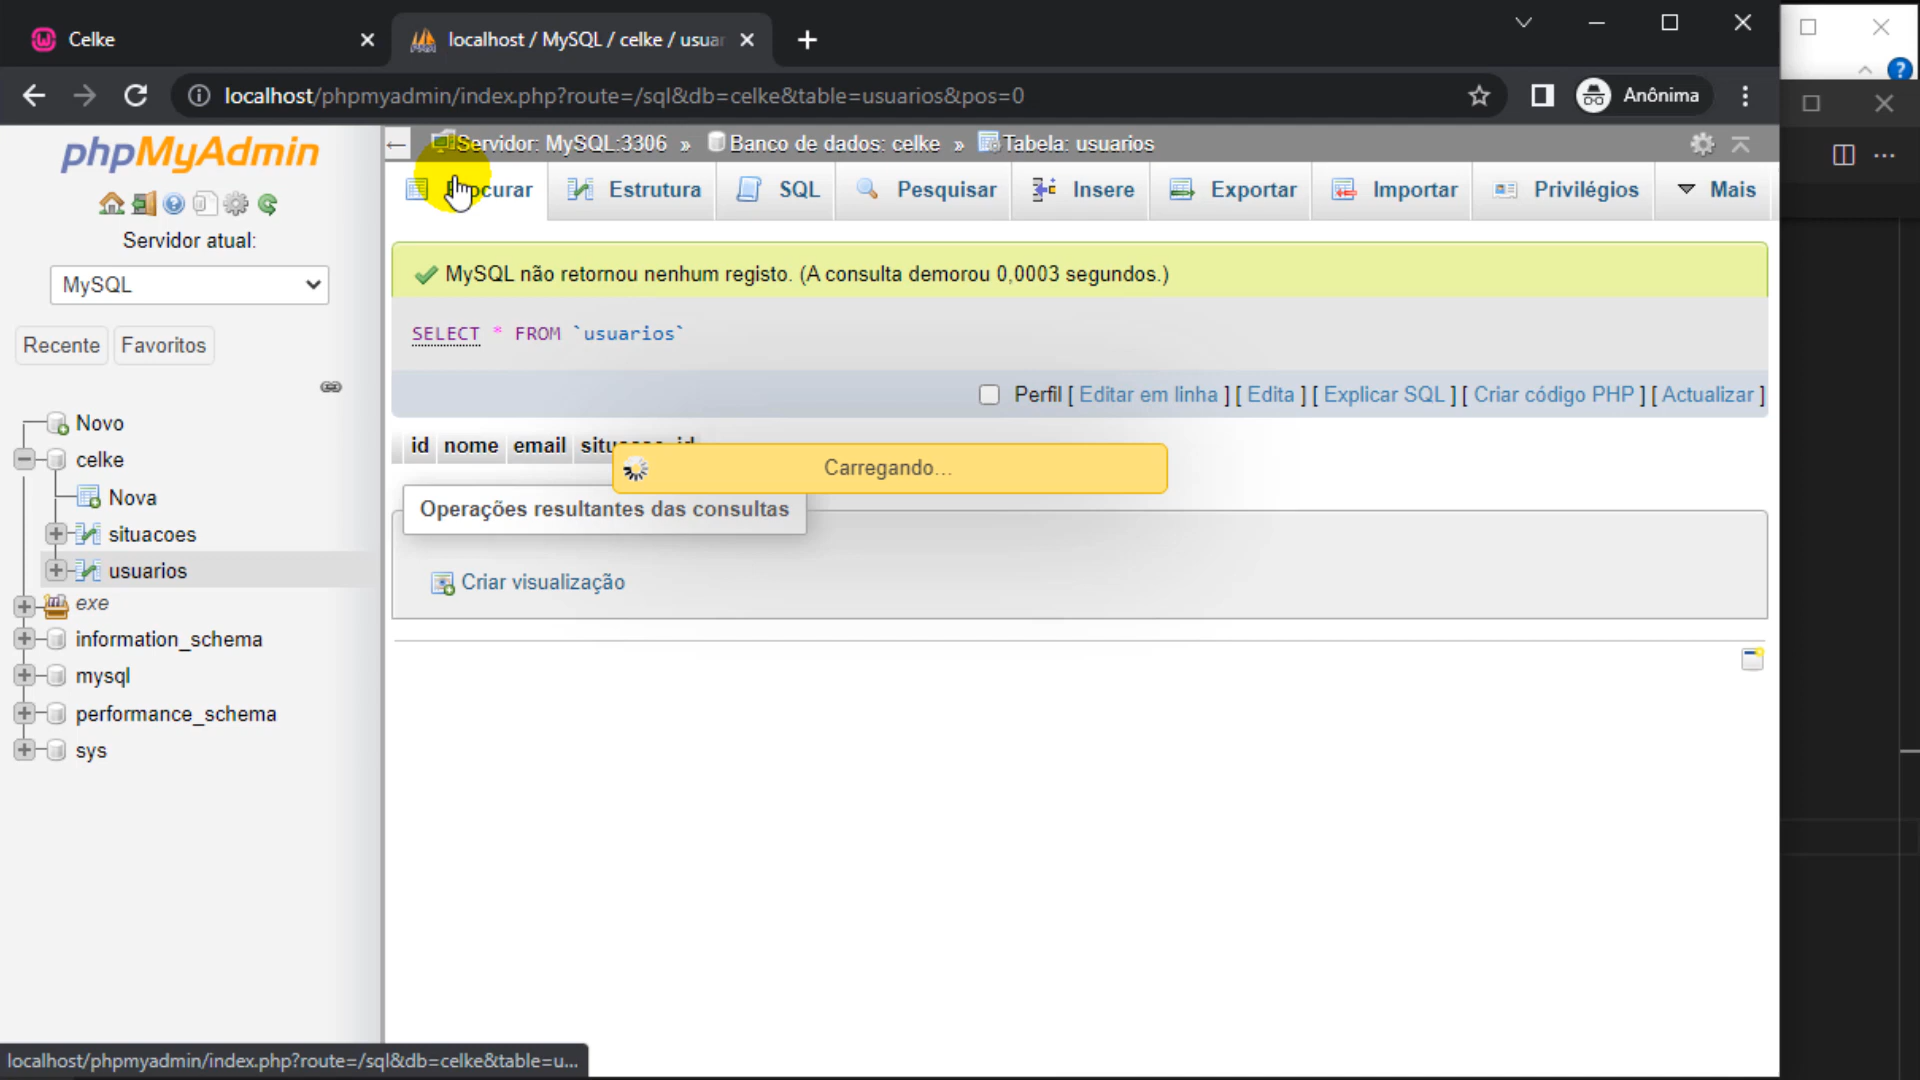 Celke
localhost / MySQL / celke / usuar
localhost/phpmyadmin/index.php?route=/sql&db=celke&table=usuarios&pos=0
Anônima
phpMyAdmin
Servidor atual:
MySQL
Recente
Favoritos
Novo
celke
Nova
situacoes
usuarios
exe
information_schema
mysql
performance_schema
sys
Servidor: MySQL:3306 » Banco de dados: celke » Tabela: usuarios
Procurar Estrutura SQL Pesquisar Insere Exportar Importar Privilégios Mais
MySQL não retornou nenhum registo. (A consulta demorou 0,0003 segundos.)
SELECT * FROM `usuarios`
Perfil [ Editar em linha ] [ Edita ] [ Explicar SQL ] [ Criar código PHP ] [ Actualizar ]
id nome email situacao_id
Carregando...
Operações resultantes das consultas
Criar visualização
localhost/phpmyadmin/index.php?route=/sql&db=celke&table=u...